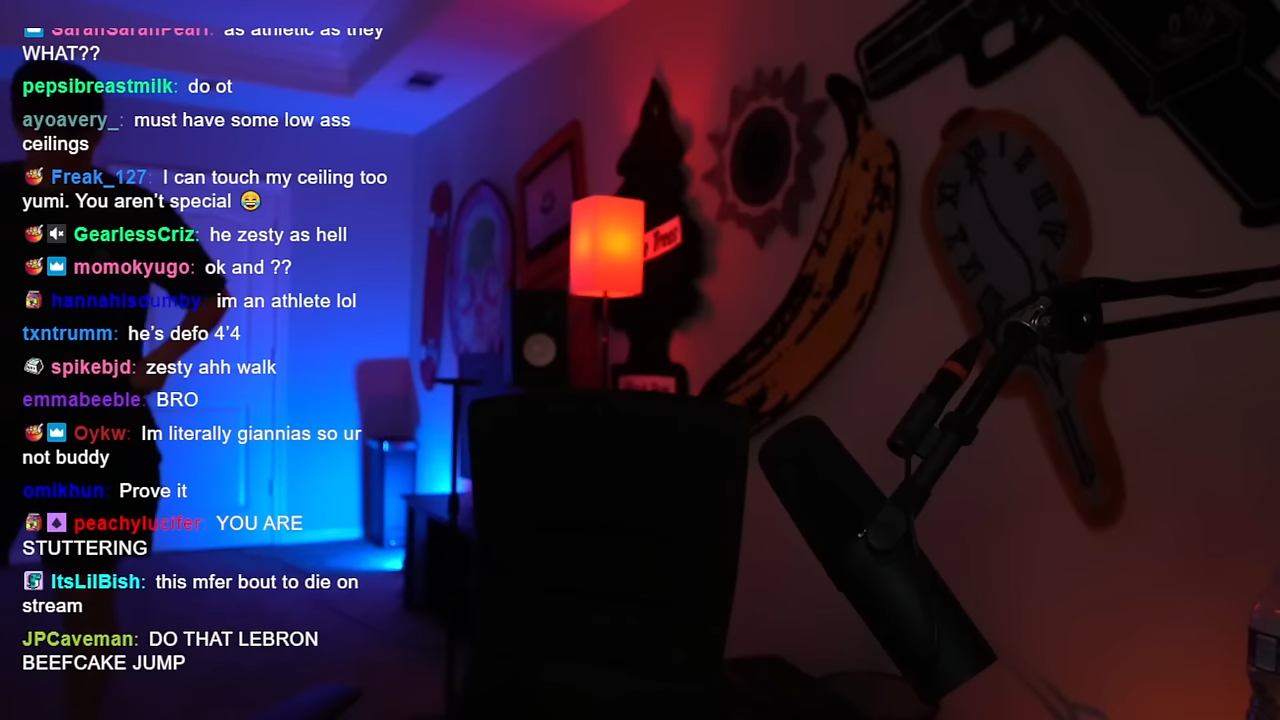 SarahSarahPearl: as athletic as they
WHAT??
pepsibreastmilk: do ot
ayoavery_: must have some low ass
ceilings
Freak_127: I can touch my ceiling too
yumi. You aren't special 😂
GearlessCriz: he zesty as hell
momokyugo: ok and ??
hannahisdumby: im an athlete lol
txntrumm: he's defo 4'4
spikebjd: zesty ahh walk
emmabeeble: BRO
Oykw: Im literally giannias so ur
not buddy
omikhun: Prove it
peachylucifer: YOU ARE
STUTTERING
ItsLilBish: this mfer bout to die on
stream
JPCaveman: DO THAT LEBRON
BEEFCAKE JUMP
Trees